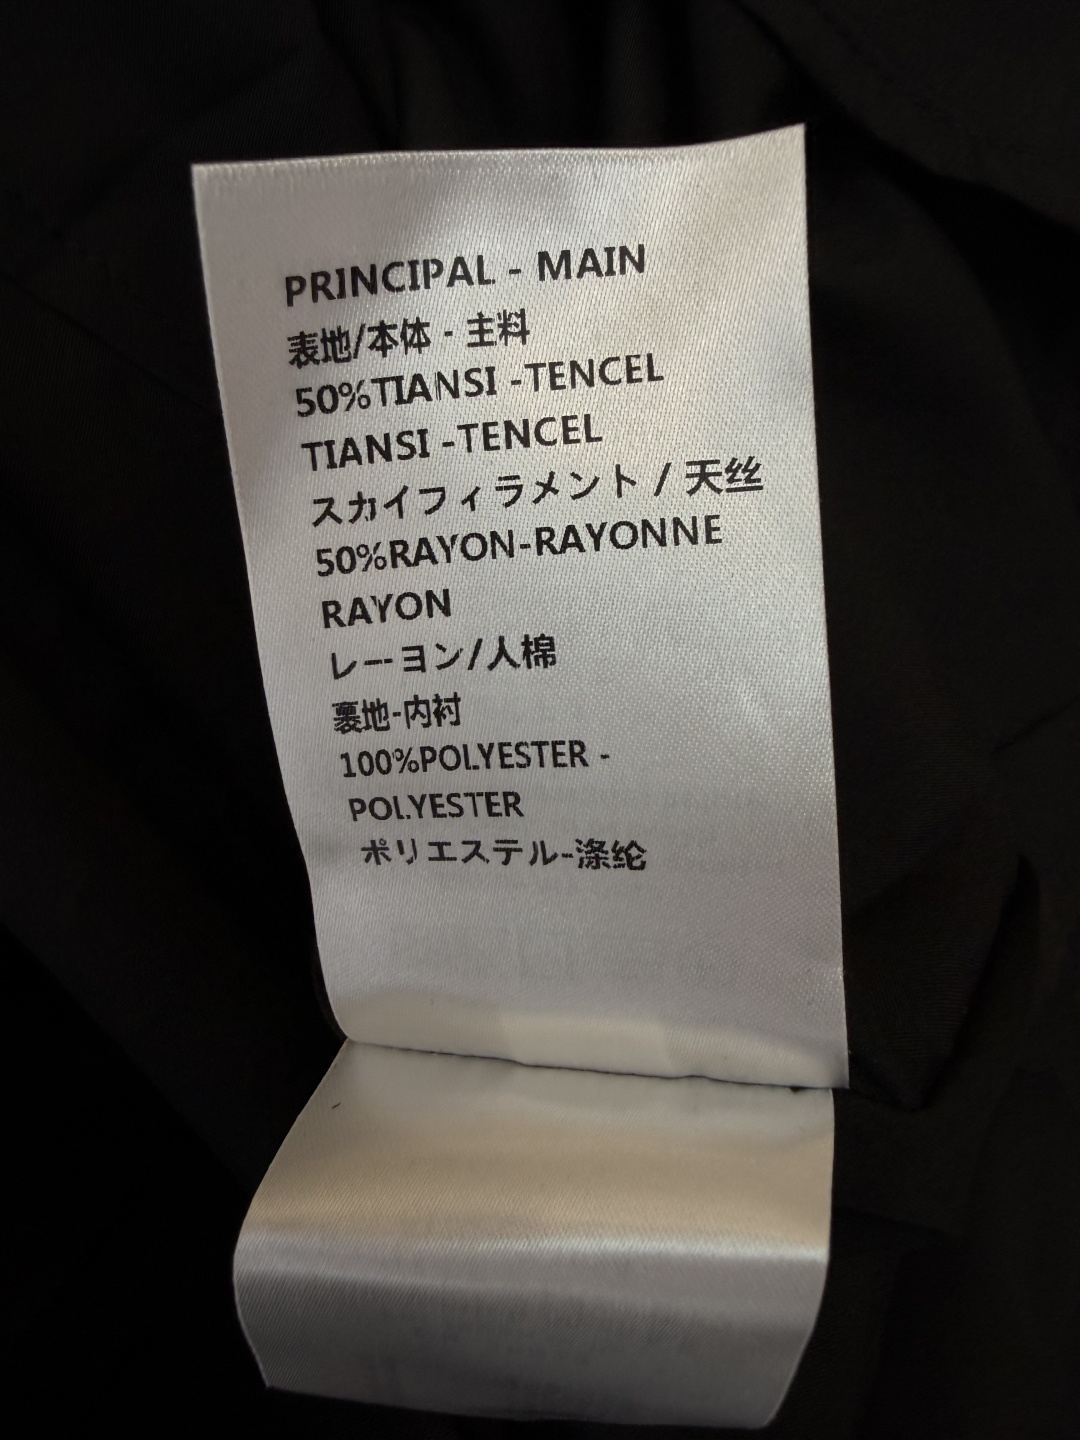 PRINCIPAL - MAIN
表地/本体 - 主料
50%TIANSI -TENCEL
TIANSI -TENCEL
スカイフィラメント / 天丝
50%RAYON-RAYONNE
RAYON
レーヨン/人棉
裏地-内衬
100%POLYESTER -
POLYESTER
ポリエステル-涤纶